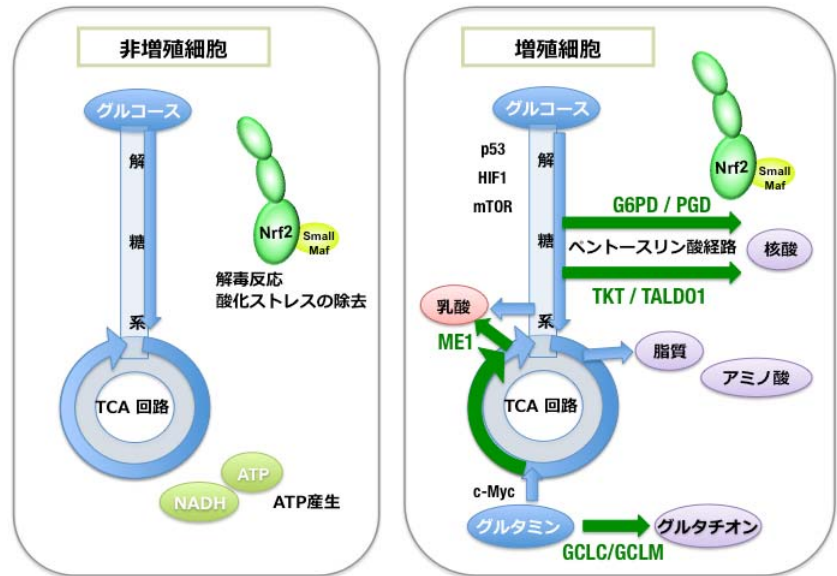 非増殖細胞
グルコース
解
糖
系
Nrf2
Small
Maf
解毒反応
酸化ストレスの除去
TCA 回路
ATP
NADH
ATP産生
増殖細胞
グルコース
p53
HIF1
mTOR
解
糖
系
Nrf2
Small
Maf
G6PD / PGD
ペントースリン酸経路
核酸
TKT / TALDO1
乳酸
ME1
脂質
アミノ酸
TCA 回路
c-Myc
グルタミン
グルタチオン
GCLC/GCLM